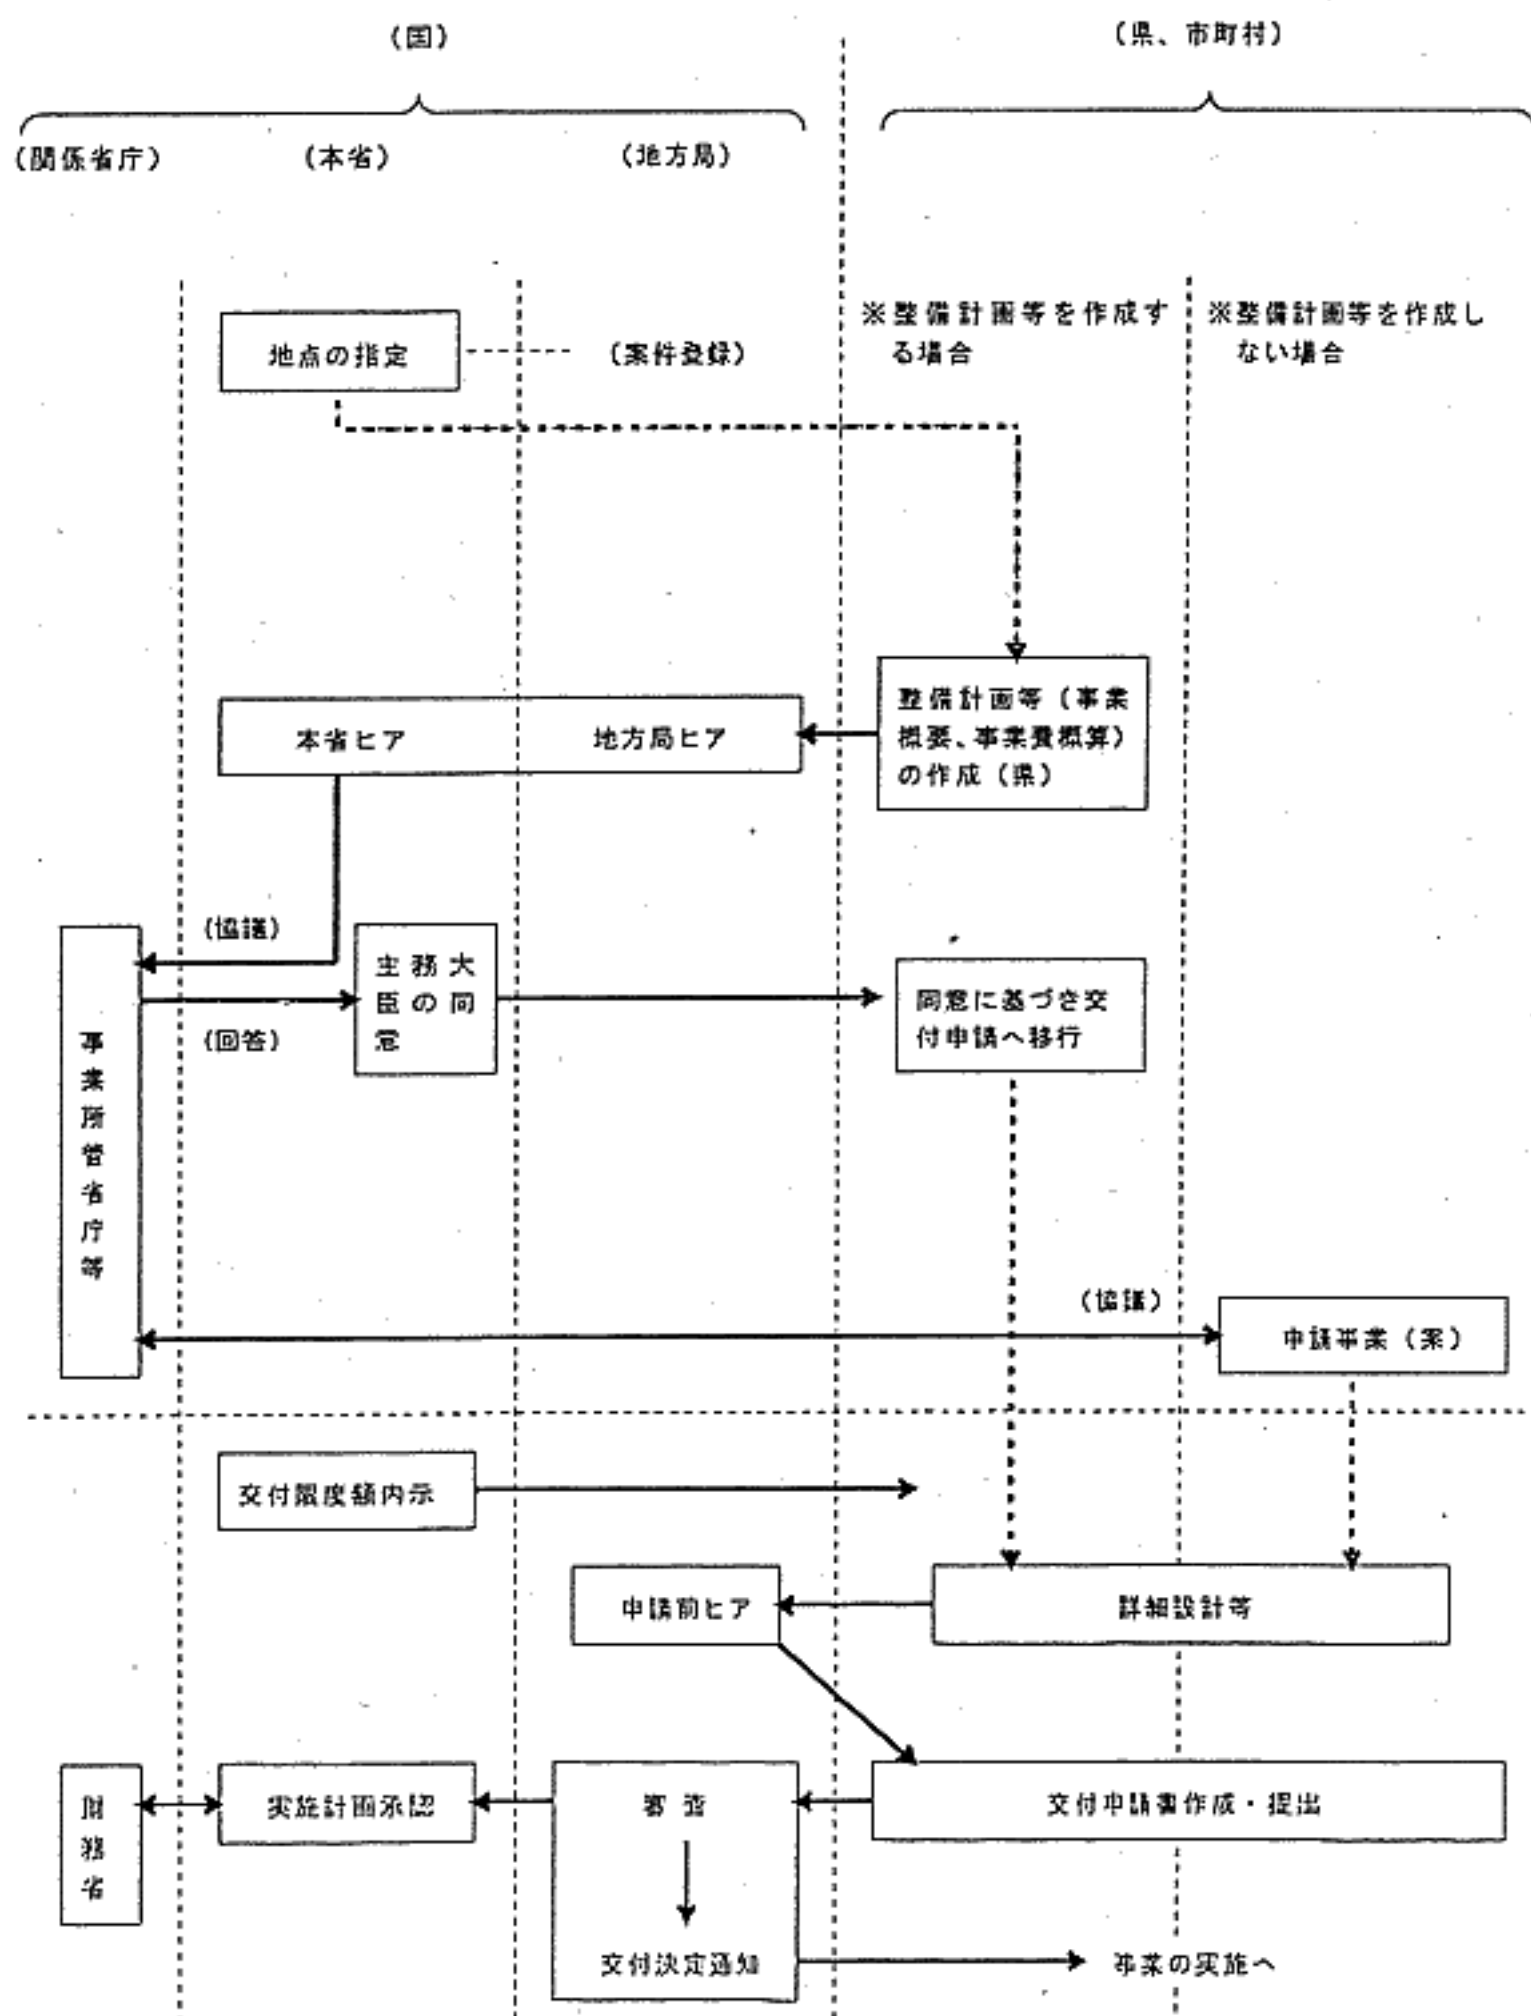 (国)
(県、市町村)
(関係省庁)
(本省)
(地方局)
地点の指定
(案件登録)
※整備計画等を作成す
る場合
※整備計画等を作成し
ない場合
本省ヒア
地方局ヒア
整備計画等(事業
概要、事業費概算)
の作成(県)
(協議)
(回答)
主務大
臣の同
意
同意に基づき交
付申請へ移行
事業所管省庁等
(協議)
申請事業(案)
交付限度額内示
申請前ヒア
詳細設計等
財務省
実施計画承認
審査
交付申請書作成・提出
交付決定通知
事業の実施へ